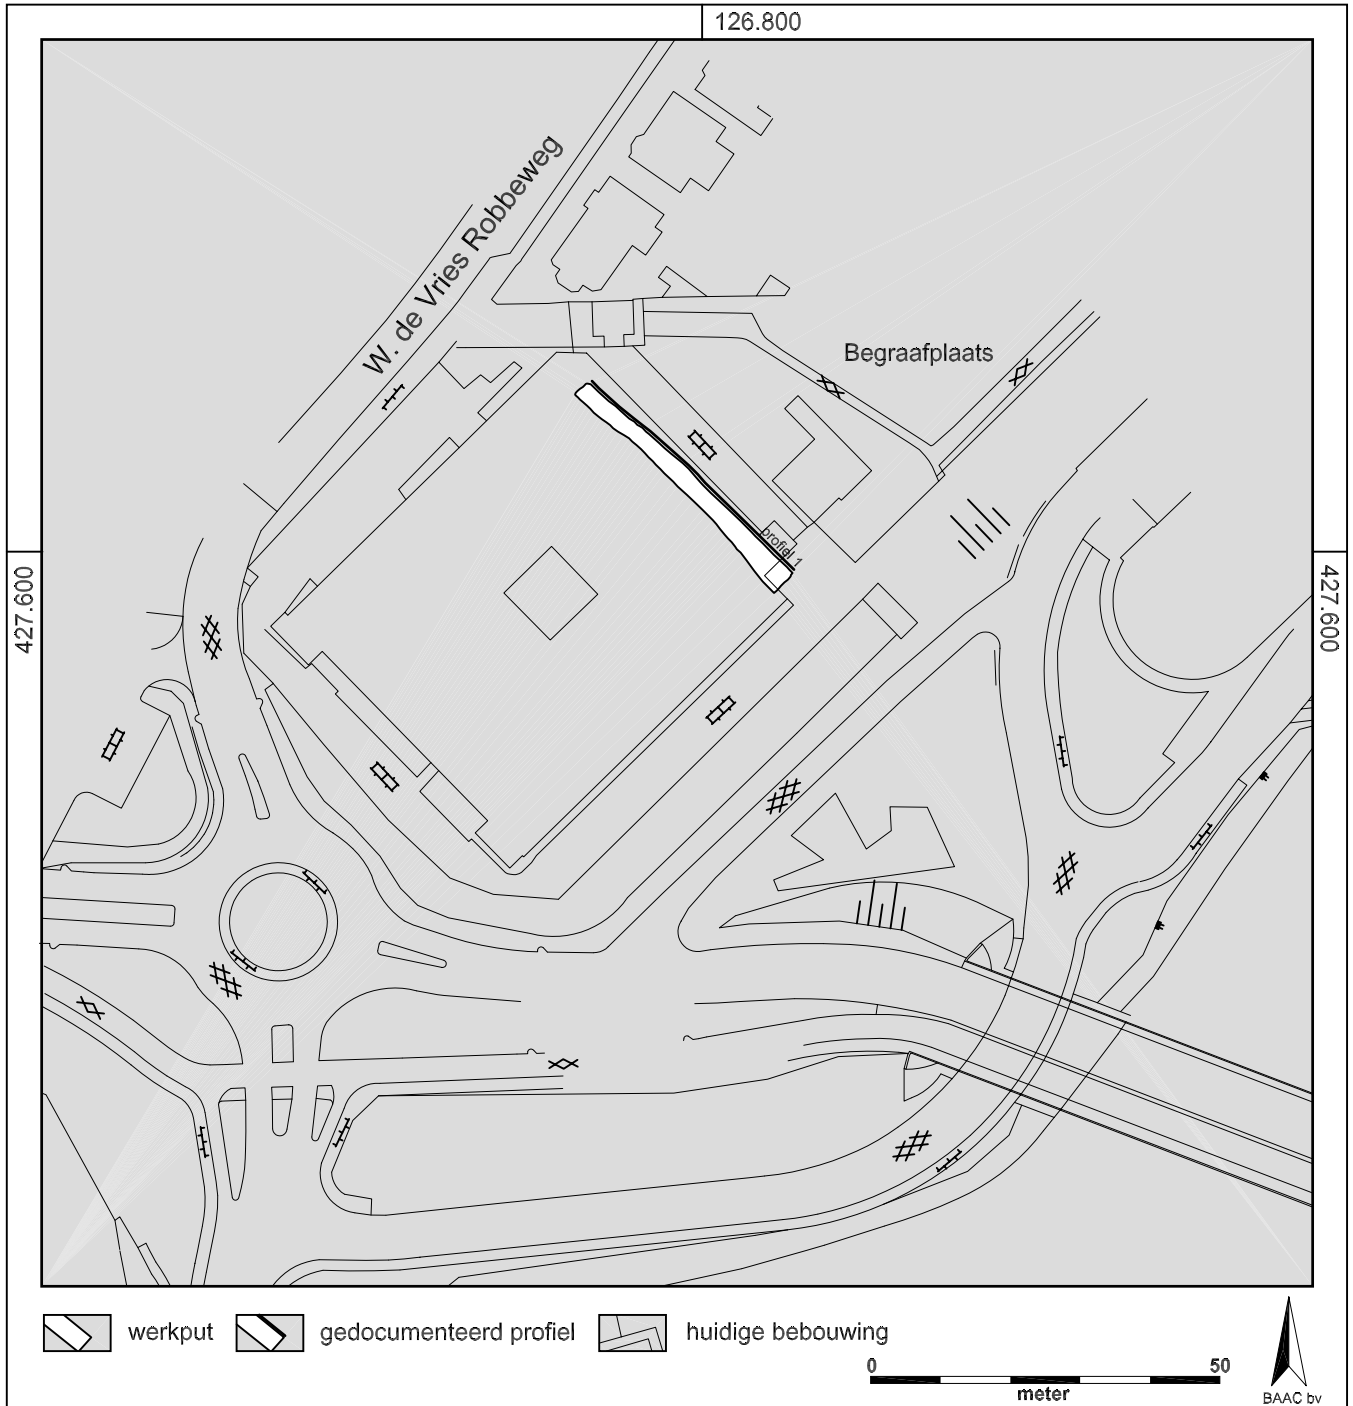 126.800
W. de Vries Robbeweg
Begraafplaats
profiel 1
427.600
427.600
werkput
gedocumenteerd profiel
huidige bebouwing
0 50
meter
BAAC bv